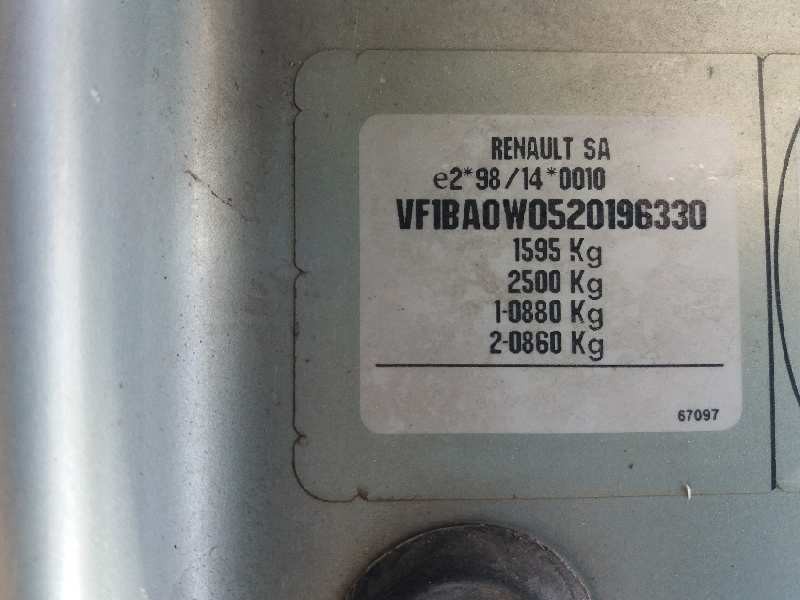 RENAULT SA
e2*98/14*0010
VF1BA0W0520196330
1595 Kg
2500 Kg
1-0880 Kg
2-0860 Kg
67097